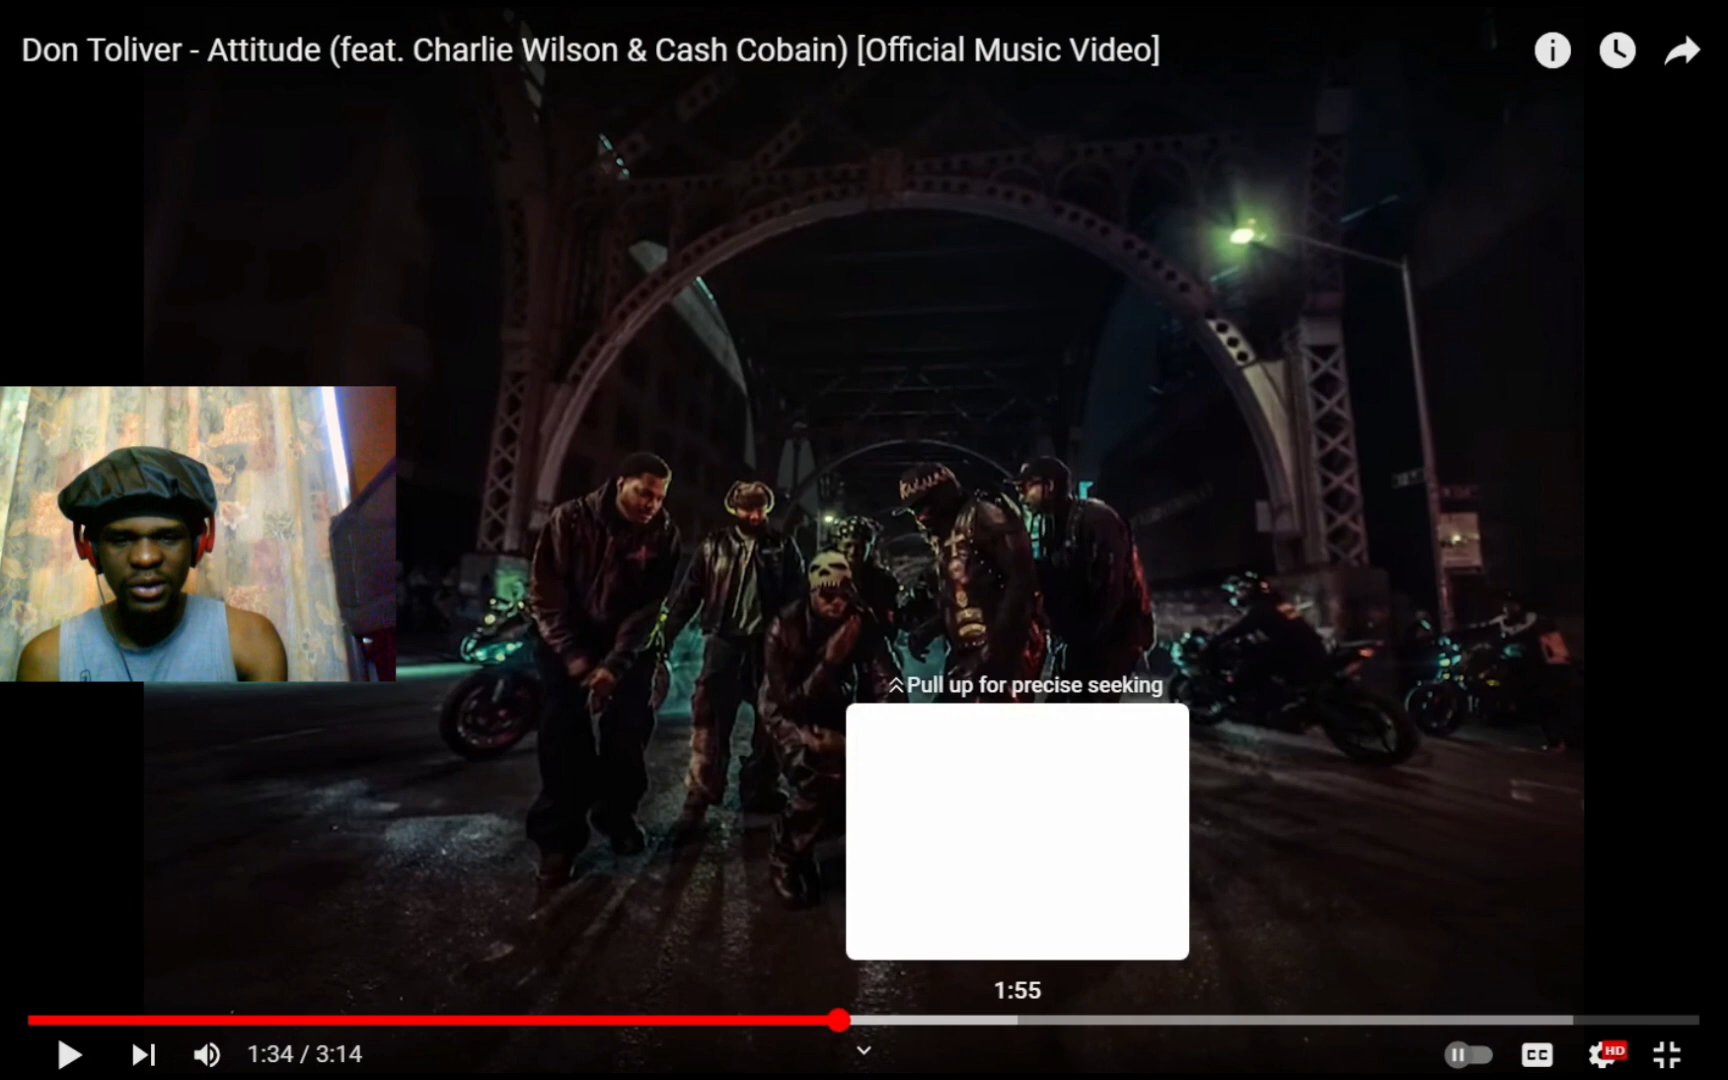 Don Toliver - Attitude (feat. Charlie Wilson & Cash Cobain) [Official Music Video]
Pull up for precise seeking
1:55
1:34 / 3:14
CC
HD